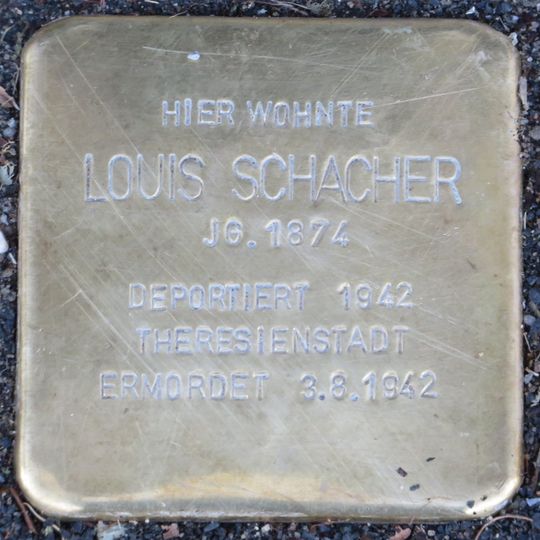 HIER WOHNTE
LOUIS SCHACHER
JG. 1874
DEPORTIERT 1942
THERESIENSTADT
ERMORDET 3.8.1942